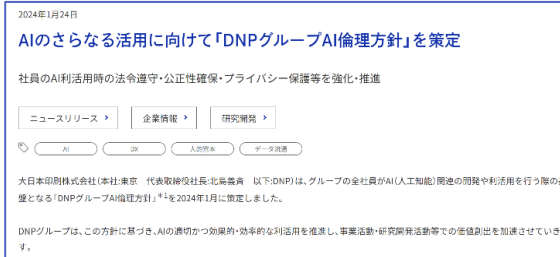 2024年1月24日
AIのさらなる活用に向けて「DNPグループAI倫理方針」を策定
社員のAI利活用時の法令遵守・公正性確保・プライバシー保護等を強化・推進
ニュースリリース 企業情報 研究開発
AI DX 人的資本 データ流通
大日本印刷株式会社（本社:東京 代表取締役社長:北島義斉 以下:DNP）は、グループの全社員がAI（人工知能）関連の開発や利活用を行う際の
盤となる「DNPグループAI倫理方針」*1を2024年1月に策定しました。
DNPグループは、この方針に基づき、AIの適切かつ効果的・効率的な利活用を推進し、事業活動・研究開発活動等での価値創出を加速させていき
す。